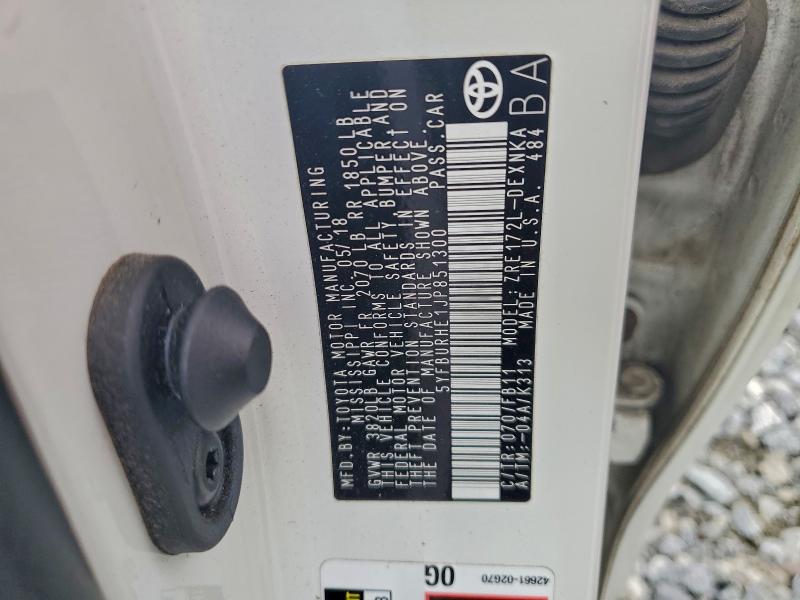 MFD. BY: TOYOTA MOTOR MANUFACTURING
MISSISSIPPI INC. 05/18
GVWR 3820LB GAWR FR 2070 LB RR 1850 LB
THIS VEHICLE CONFORMS TO ALL APPLICABLE
FEDERAL MOTOR VEHICLE SAFETY, BUMPER AND
THEFT PREVENTION STANDARDS IN EFFECT ON
THE DATE OF MANUFACTURE SHOWN ABOVE.
5YFBURHE1JP851300 PASS. CAR
C/TR: 070/FB11 MODEL: ZRE172L-DEXNKA
A/TM: -04A/K313 MADE IN U.S.A. 484
BA
42661-02G70
OG